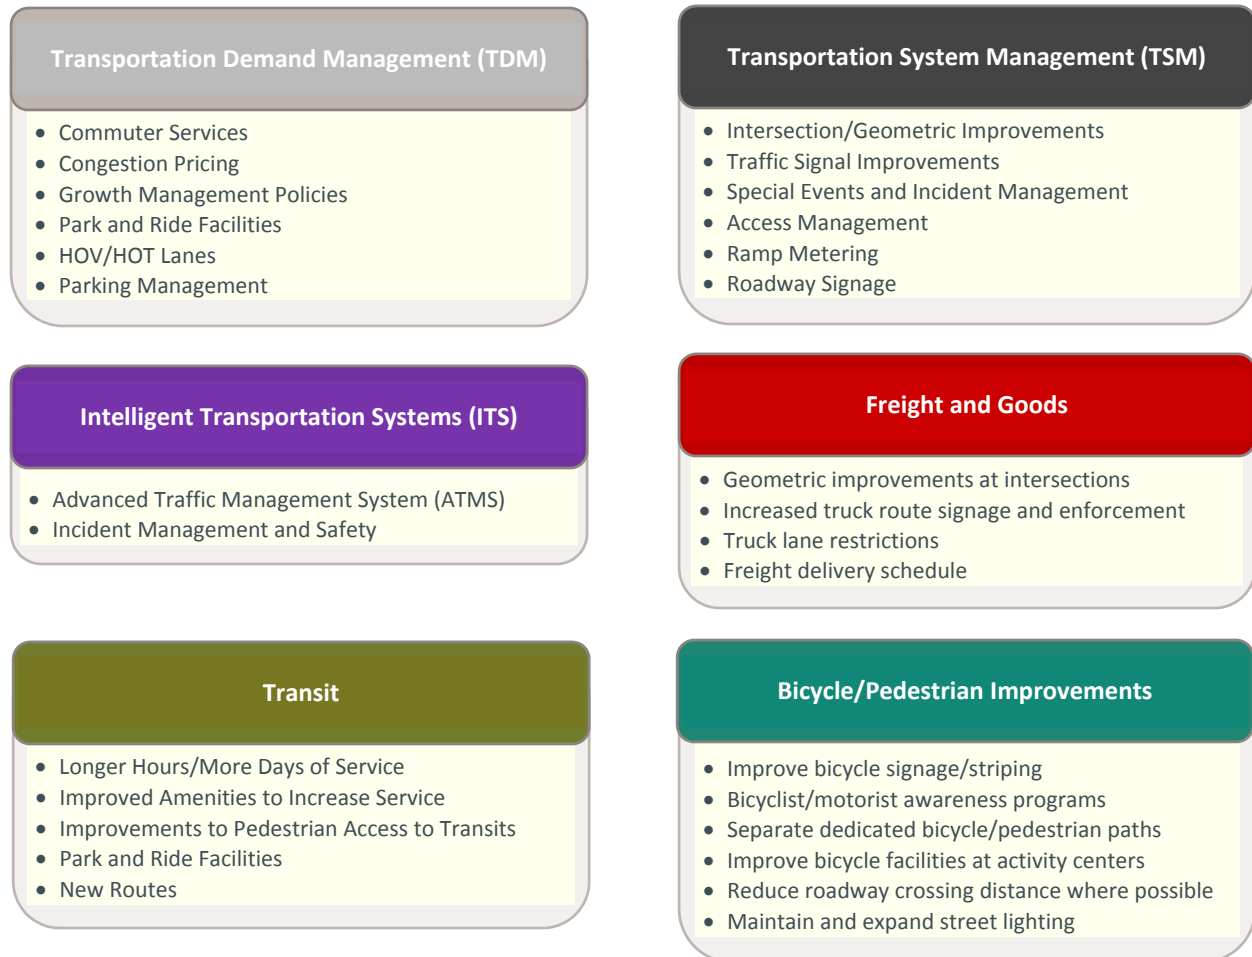 Transportation Demand Management (TDM)
• Commuter Services
• Congestion Pricing
• Growth Management Policies
• Park and Ride Facilities
• HOV/HOT Lanes
• Parking Management
Transportation System Management (TSM)
• Intersection/Geometric Improvements
• Traffic Signal Improvements
• Special Events and Incident Management
• Access Management
• Ramp Metering
• Roadway Signage
Intelligent Transportation Systems (ITS)
• Advanced Traffic Management System (ATMS)
• Incident Management and Safety
Freight and Goods
• Geometric improvements at intersections
• Increased truck route signage and enforcement
• Truck lane restrictions
• Freight delivery schedule
Transit
• Longer Hours/More Days of Service
• Improved Amenities to Increase Service
• Improvements to Pedestrian Access to Transits
• Park and Ride Facilities
• New Routes
Bicycle/Pedestrian Improvements
• Improve bicycle signage/striping
• Bicyclist/motorist awareness programs
• Separate dedicated bicycle/pedestrian paths
• Improve bicycle facilities at activity centers
• Reduce roadway crossing distance where possible
• Maintain and expand street lighting